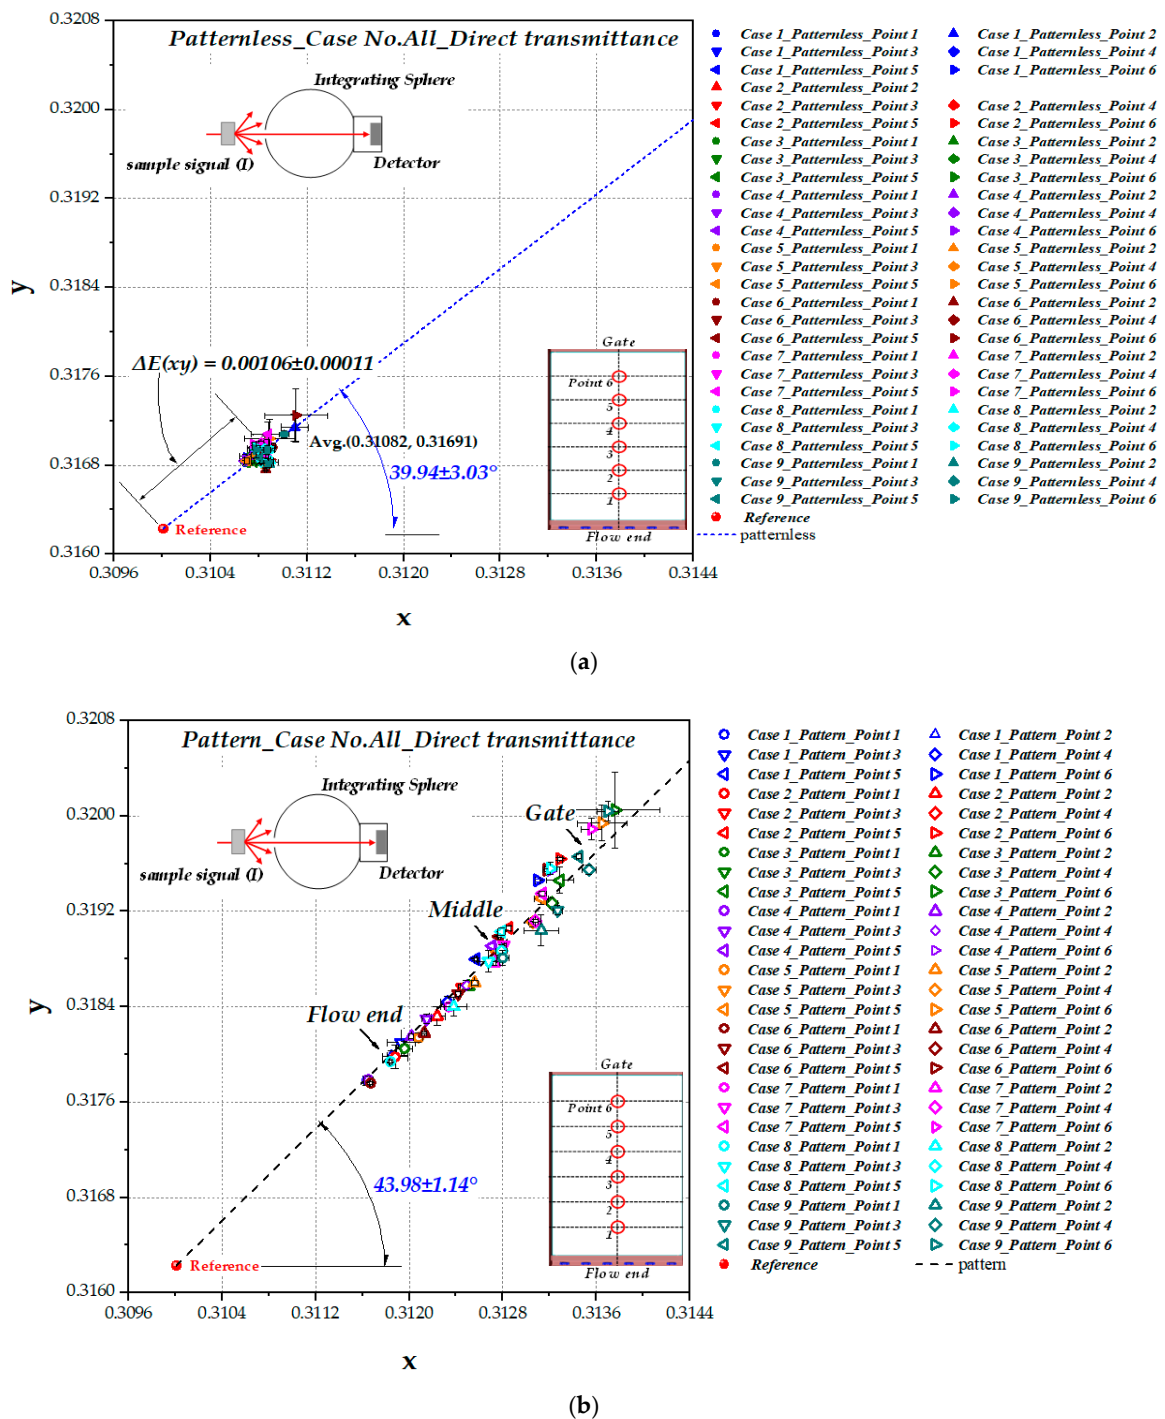 Patternless_Case No.All_Direct transmittance
Integrating Sphere
sample signal (I)
Detector
0.3208
0.3200
0.3192
0.3184
0.3176
0.3168
0.3160
y
ΔE(xy) = 0.00106±0.00011
Avg.(0.31082, 0.31691)
39.94±3.03°
Reference
Gate
Point 6
5
4
3
2
1
Flow end
0.3096 0.3104 0.3112 0.3120 0.3128 0.3136 0.3144
x
Case 1_Patternless_Point 1 Case 1_Patternless_Point 2
Case 1_Patternless_Point 3 Case 1_Patternless_Point 4
Case 1_Patternless_Point 5 Case 1_Patternless_Point 6
Case 2_Patternless_Point 2
Case 2_Patternless_Point 3 Case 2_Patternless_Point 4
Case 2_Patternless_Point 5 Case 2_Patternless_Point 6
Case 3_Patternless_Point 1 Case 3_Patternless_Point 2
Case 3_Patternless_Point 3 Case 3_Patternless_Point 4
Case 3_Patternless_Point 5 Case 3_Patternless_Point 6
Case 4_Patternless_Point 1 Case 4_Patternless_Point 2
Case 4_Patternless_Point 3 Case 4_Patternless_Point 4
Case 4_Patternless_Point 5 Case 4_Patternless_Point 6
Case 5_Patternless_Point 1 Case 5_Patternless_Point 2
Case 5_Patternless_Point 3 Case 5_Patternless_Point 4
Case 5_Patternless_Point 5 Case 5_Patternless_Point 6
Case 6_Patternless_Point 1 Case 6_Patternless_Point 2
Case 6_Patternless_Point 3 Case 6_Patternless_Point 4
Case 6_Patternless_Point 5 Case 6_Patternless_Point 6
Case 7_Patternless_Point 1 Case 7_Patternless_Point 2
Case 7_Patternless_Point 3 Case 7_Patternless_Point 4
Case 7_Patternless_Point 5 Case 7_Patternless_Point 6
Case 8_Patternless_Point 1 Case 8_Patternless_Point 2
Case 8_Patternless_Point 3 Case 8_Patternless_Point 4
Case 8_Patternless_Point 5 Case 8_Patternless_Point 6
Case 9_Patternless_Point 1 Case 9_Patternless_Point 2
Case 9_Patternless_Point 3 Case 9_Patternless_Point 4
Case 9_Patternless_Point 5 Case 9_Patternless_Point 6
Reference
patternless
(a)
Pattern_Case No.All_Direct transmittance
Integrating Sphere
sample signal (I)
Detector
0.3208
0.3200
0.3192
0.3184
0.3176
0.3168
0.3160
y
Gate
Middle
Flow end
43.98±1.14°
Reference
Gate
Point 6
5
4
3
2
1
Flow end
0.3096 0.3104 0.3112 0.3120 0.3128 0.3136 0.3144
x
Case 1_Pattern_Point 1 Case 1_Pattern_Point 2
Case 1_Pattern_Point 3 Case 1_Pattern_Point 4
Case 1_Pattern_Point 5 Case 1_Pattern_Point 6
Case 2_Pattern_Point 1 Case 2_Pattern_Point 2
Case 2_Pattern_Point 3 Case 2_Pattern_Point 4
Case 2_Pattern_Point 5 Case 2_Pattern_Point 6
Case 3_Pattern_Point 1 Case 3_Pattern_Point 2
Case 3_Pattern_Point 3 Case 3_Pattern_Point 4
Case 3_Pattern_Point 5 Case 3_Pattern_Point 6
Case 4_Pattern_Point 1 Case 4_Pattern_Point 2
Case 4_Pattern_Point 3 Case 4_Pattern_Point 4
Case 4_Pattern_Point 5 Case 4_Pattern_Point 6
Case 5_Pattern_Point 1 Case 5_Pattern_Point 2
Case 5_Pattern_Point 3 Case 5_Pattern_Point 4
Case 5_Pattern_Point 5 Case 5_Pattern_Point 6
Case 6_Pattern_Point 1 Case 6_Pattern_Point 2
Case 6_Pattern_Point 3 Case 6_Pattern_Point 4
Case 6_Pattern_Point 5 Case 6_Pattern_Point 6
Case 7_Pattern_Point 1 Case 7_Pattern_Point 2
Case 7_Pattern_Point 3 Case 7_Pattern_Point 4
Case 7_Pattern_Point 5 Case 7_Pattern_Point 6
Case 8_Pattern_Point 1 Case 8_Pattern_Point 2
Case 8_Pattern_Point 3 Case 8_Pattern_Point 4
Case 8_Pattern_Point 5 Case 8_Pattern_Point 6
Case 9_Pattern_Point 1 Case 9_Pattern_Point 2
Case 9_Pattern_Point 3 Case 9_Pattern_Point 4
Case 9_Pattern_Point 5 Case 9_Pattern_Point 6
Reference pattern
(b)